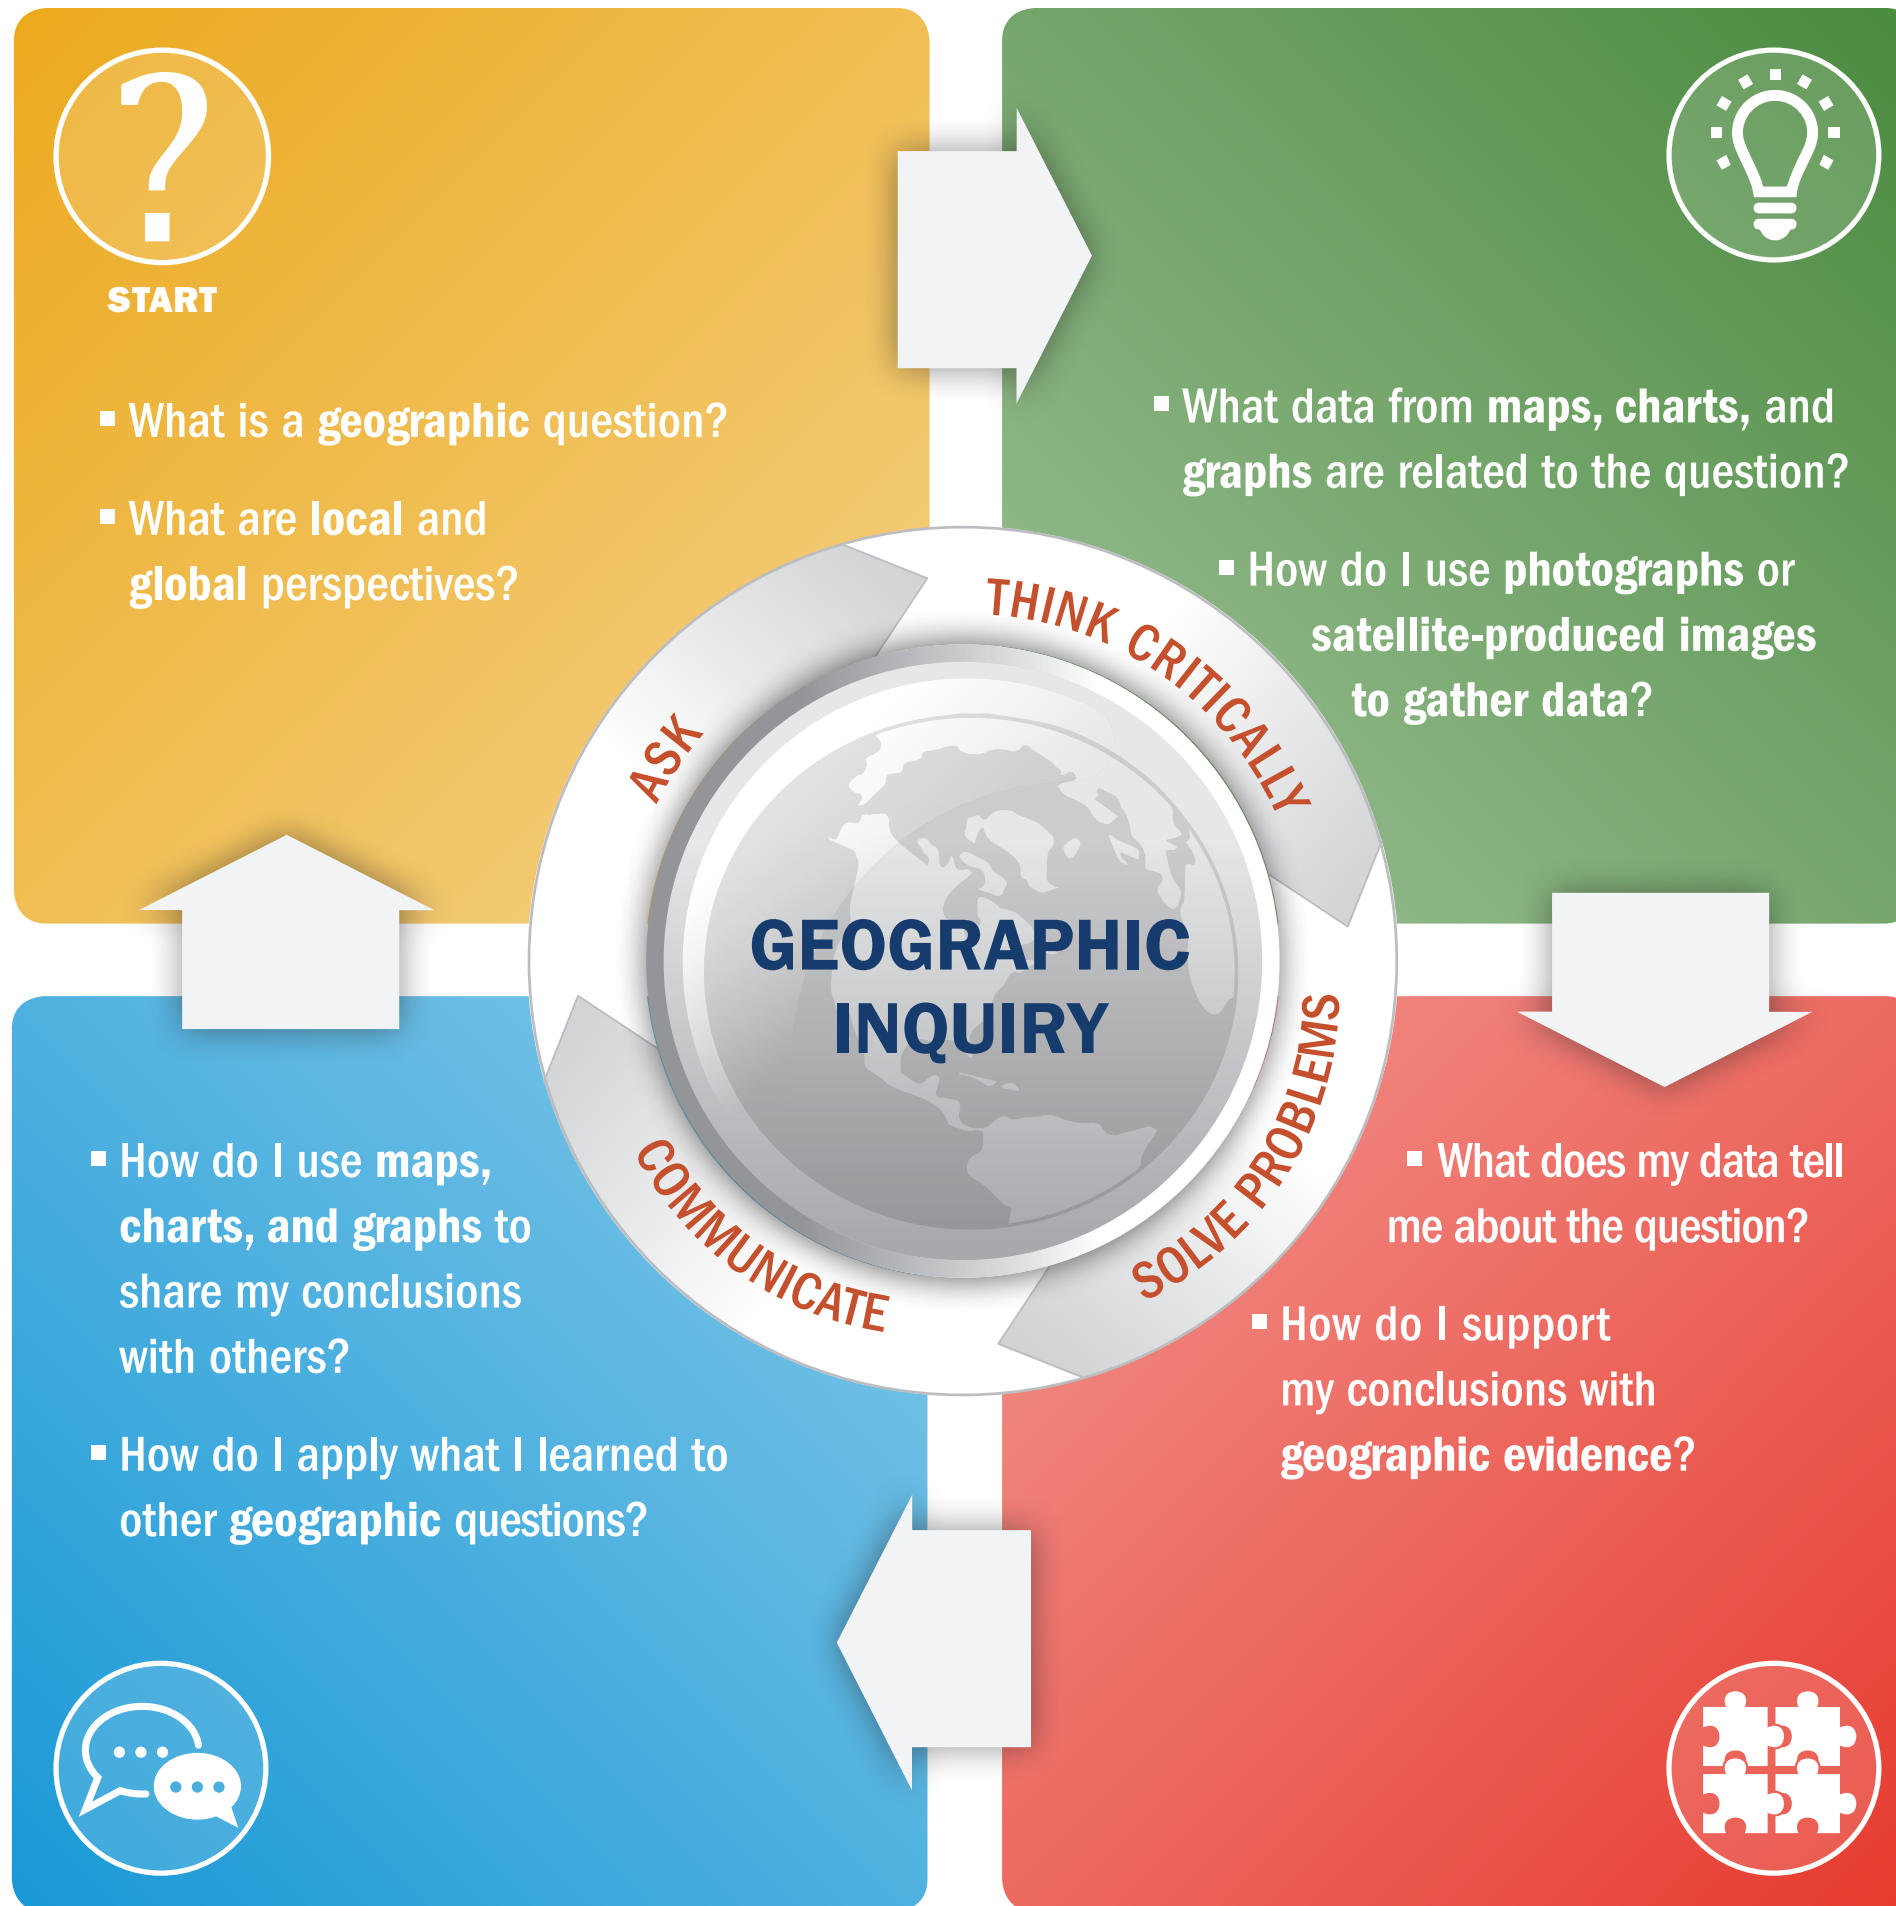 START
What is a geographic question?
What are local and
global perspectives?
What data from maps, charts, and
graphs are related to the question?
How do I use photographs or
satellite-produced images
to gather data?
ASK
THINK CRITICALLY
SOLVE PROBLEMS
COMMUNICATE
GEOGRAPHIC
INQUIRY
What does my data tell
me about the question?
How do I support
my conclusions with
geographic evidence?
How do I use maps,
charts, and graphs to
share my conclusions
with others?
How do I apply what I learned to
other geographic questions?